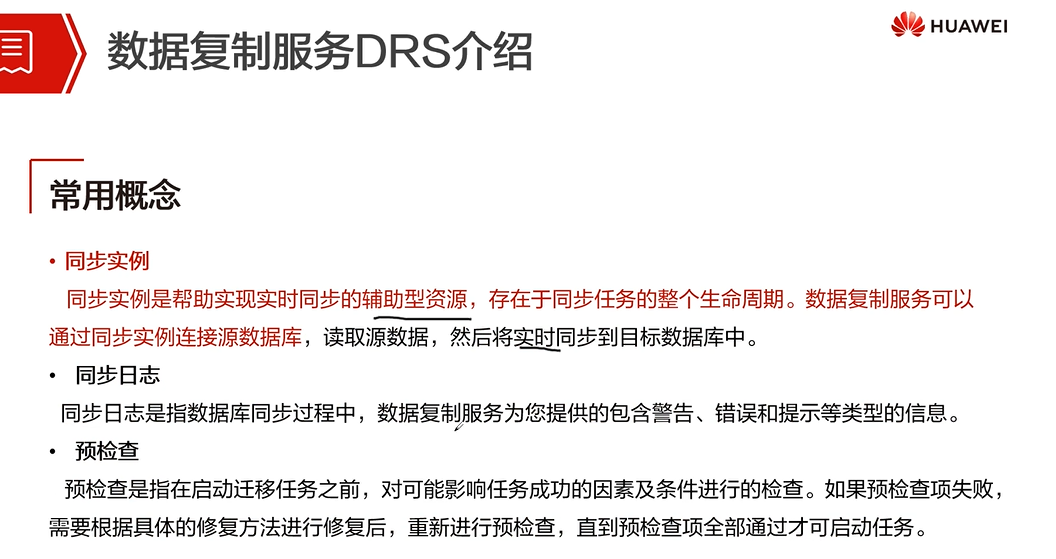 数据复制服务DRS介绍
HUAWEI
常用概念
• 同步实例
同步实例是帮助实现实时同步的辅助型资源，存在于同步任务的整个生命周期。数据复制服务可以
通过同步实例连接源数据库，读取源数据，然后将实时同步到目标数据库中。
• 同步日志
同步日志是指数据库同步过程中，数据复制服务为您提供的包含警告、错误和提示等类型的信息。
• 预检查
预检查是指在启动迁移任务之前，对可能影响任务成功的因素及条件进行的检查。如果预检查项失败，
需要根据具体的修复方法进行修复后，重新进行预检查，直到预检查项全部通过才可启动任务。